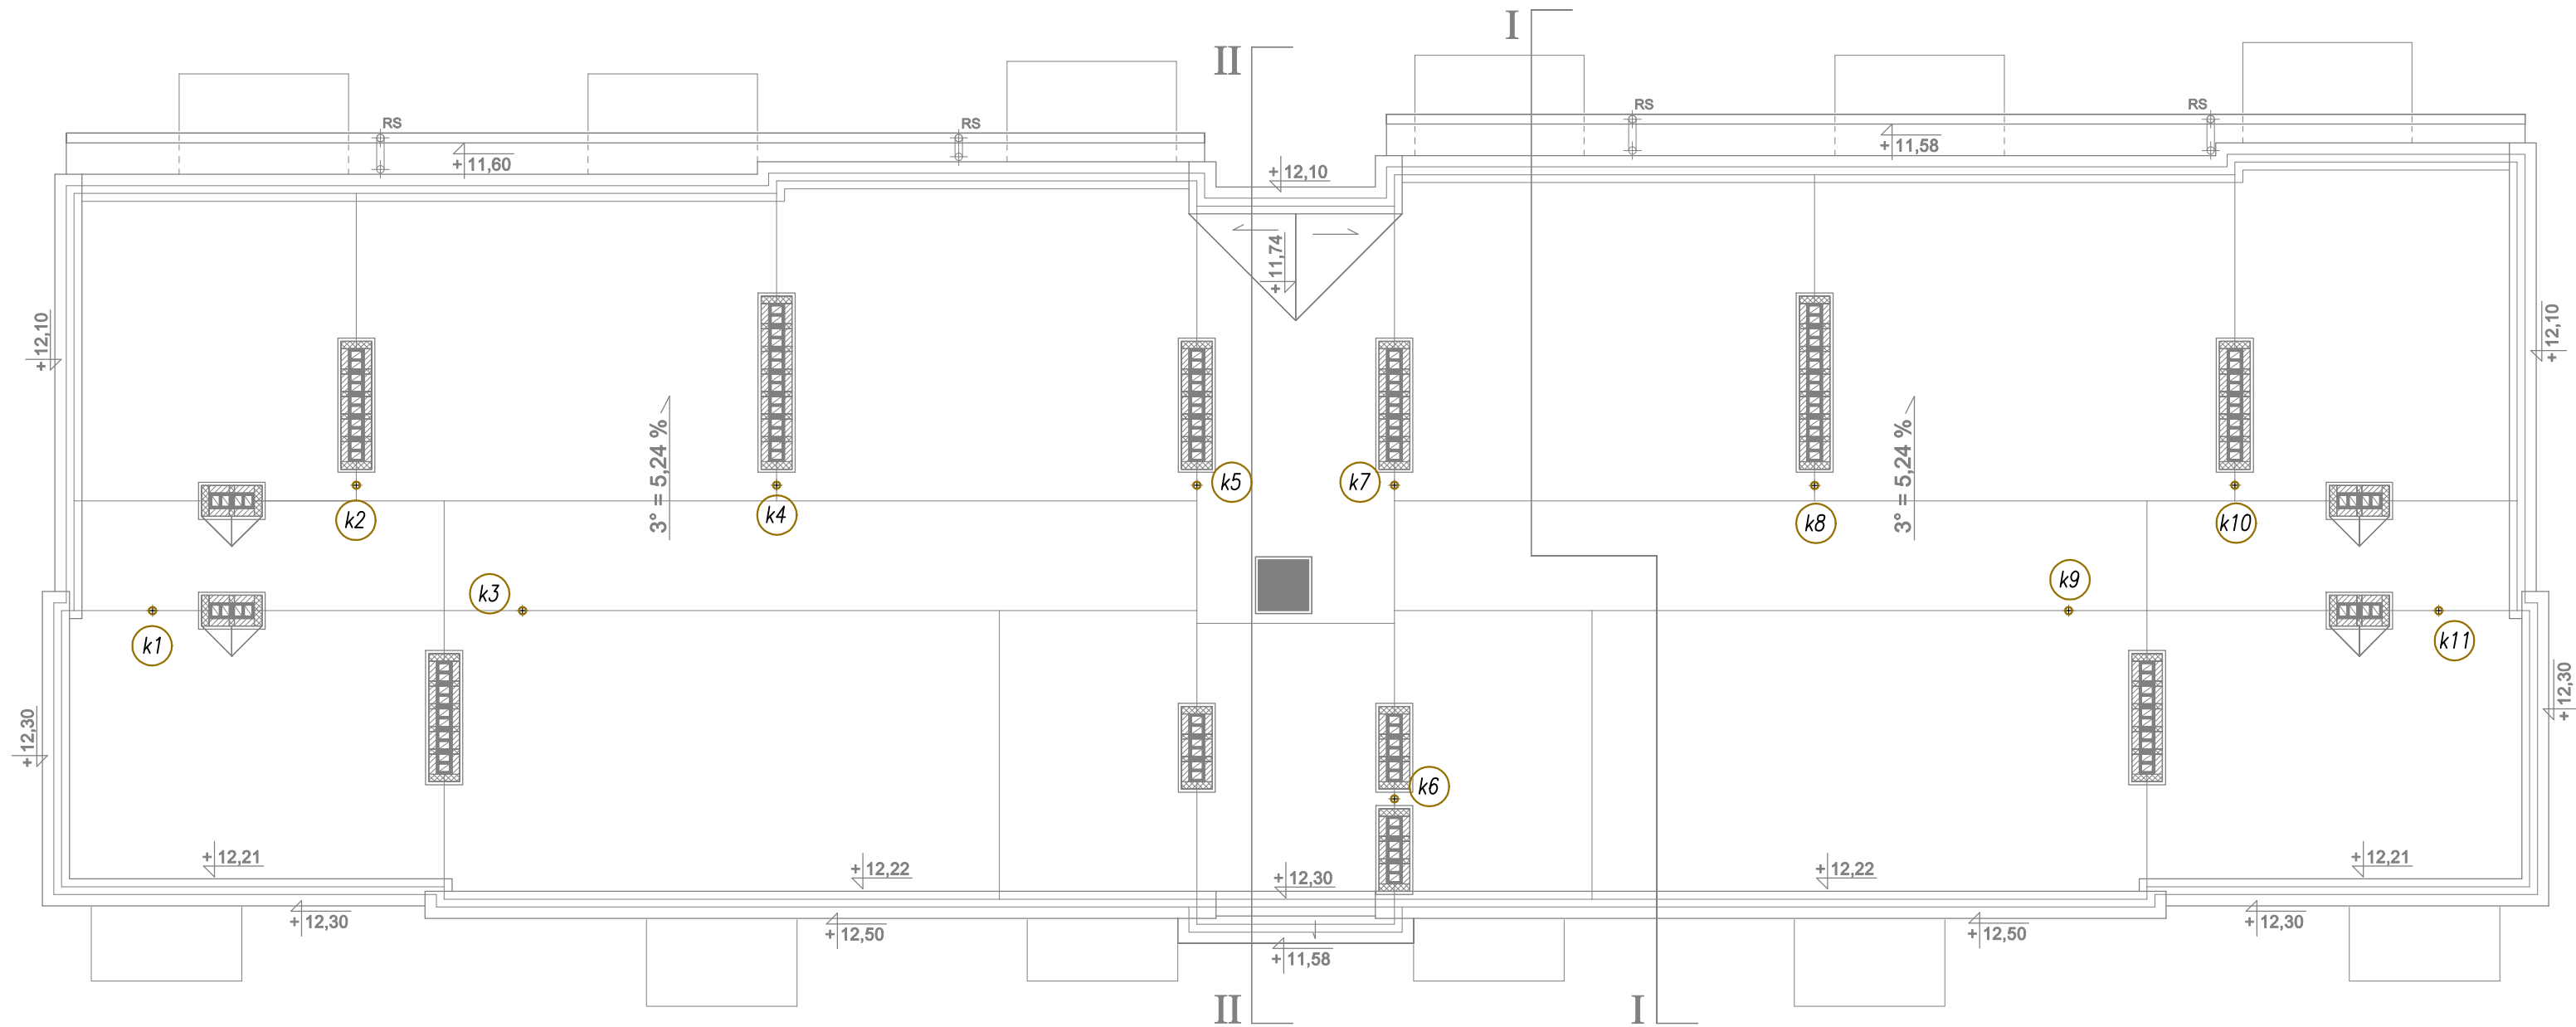 I
II
RS
RS
RS
RS
+ 11,60
+ 11,58
+ 12,10
+ 11,74
+ 12,10
+ 12,10
3° = 5,24 %
3° = 5,24 %
k5
k7
k2
k4
k8
k10
k3
k9
k1
k11
+ 12,30
+ 12,30
k6
+ 12,21
+ 12,22
+ 12,30
+ 12,22
+ 12,21
+ 12,30
+ 12,50
+ 11,58
+ 12,50
+ 12,30
II
I